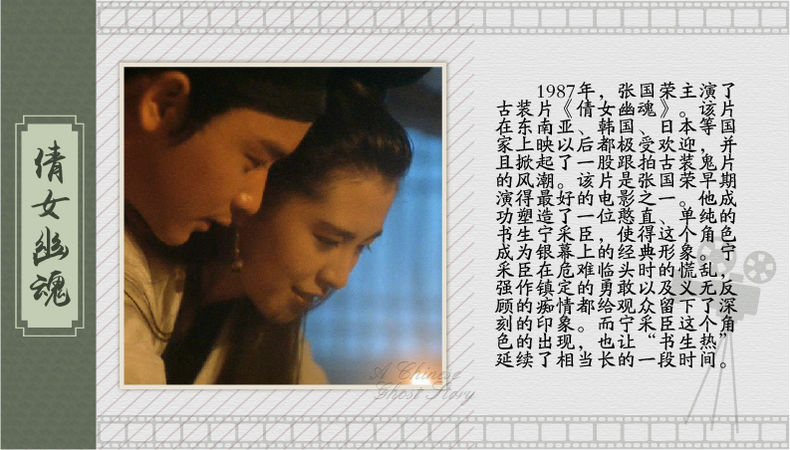 倩女幽魂
1987年，张国荣主演了
古装片《倩女幽魂》。该片
在东南亚、韩国、日本等国
家上映以后都极受欢迎，并
且掀起了一股跟拍古装鬼片
的风潮。该片是张国荣早期
演得最好的电影之一。他成
功塑造了一位憨直、单纯的
书生宁采臣，使得这个角色
成为银幕上的经典形象。宁
采臣在危难临头时的慌乱，
强作镇定的勇敢以及义无反
顾的痴情都给观众留下了深
刻的印象。而宁采臣这个角
色的出现，也让“书生热”
延续了相当长的一段时间。
A Chinese
Ghost Story